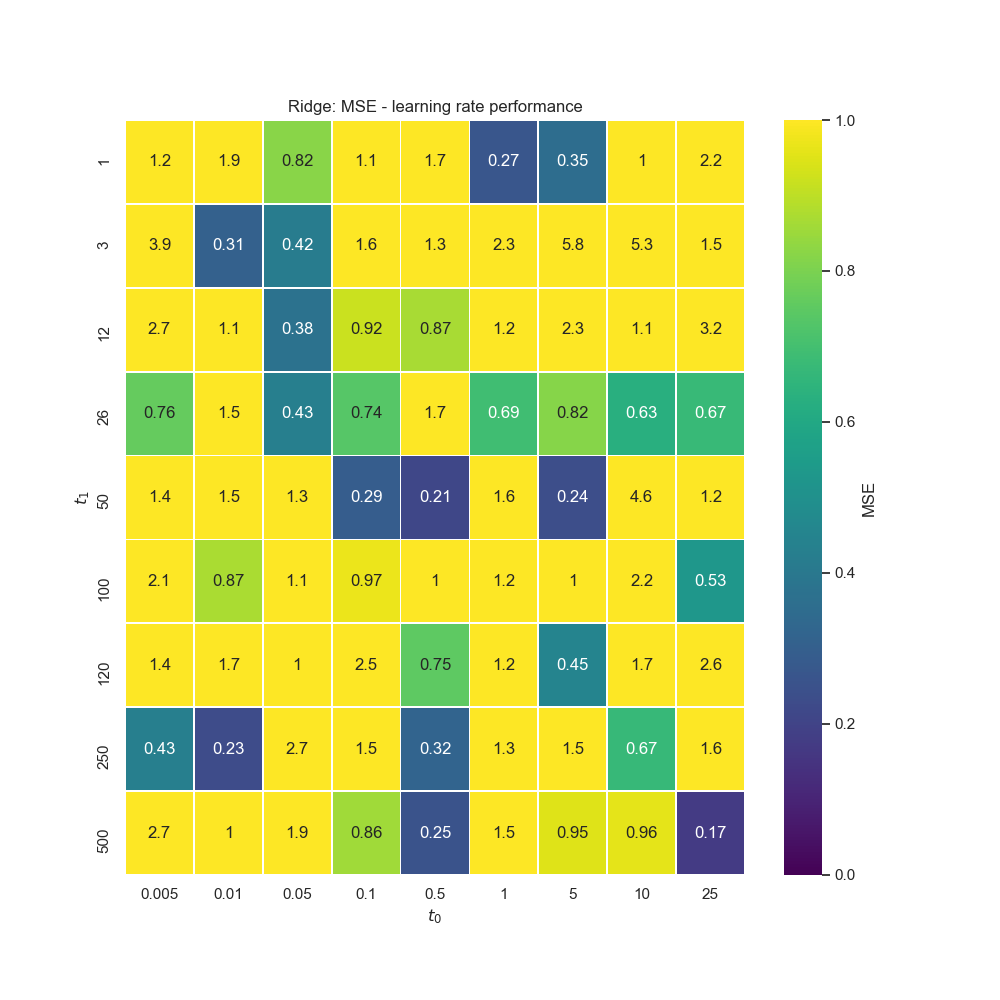 Ridge: MSE - learning rate performance
1 1.2 1.9 0.82 1.1 1.7 0.27 0.35 1 2.2
3 3.9 0.31 0.42 1.6 1.3 2.3 5.8 5.3 1.5
12 2.7 1.1 0.38 0.92 0.87 1.2 2.3 1.1 3.2
26 0.76 1.5 0.43 0.74 1.7 0.69 0.82 0.63 0.67
50 1.4 1.5 1.3 0.29 0.21 1.6 0.24 4.6 1.2
100 2.1 0.87 1.1 0.97 1 1.2 1 2.2 0.53
120 1.4 1.7 1 2.5 0.75 1.2 0.45 1.7 2.6
250 0.43 0.23 2.7 1.5 0.32 1.3 1.5 0.67 1.6
500 2.7 1 1.9 0.86 0.25 1.5 0.95 0.96 0.17
0.005 0.01 0.05 0.1 0.5 1 5 10 25
t₀
t₁
1.0
0.8
0.6
0.4
0.2
0.0
MSE